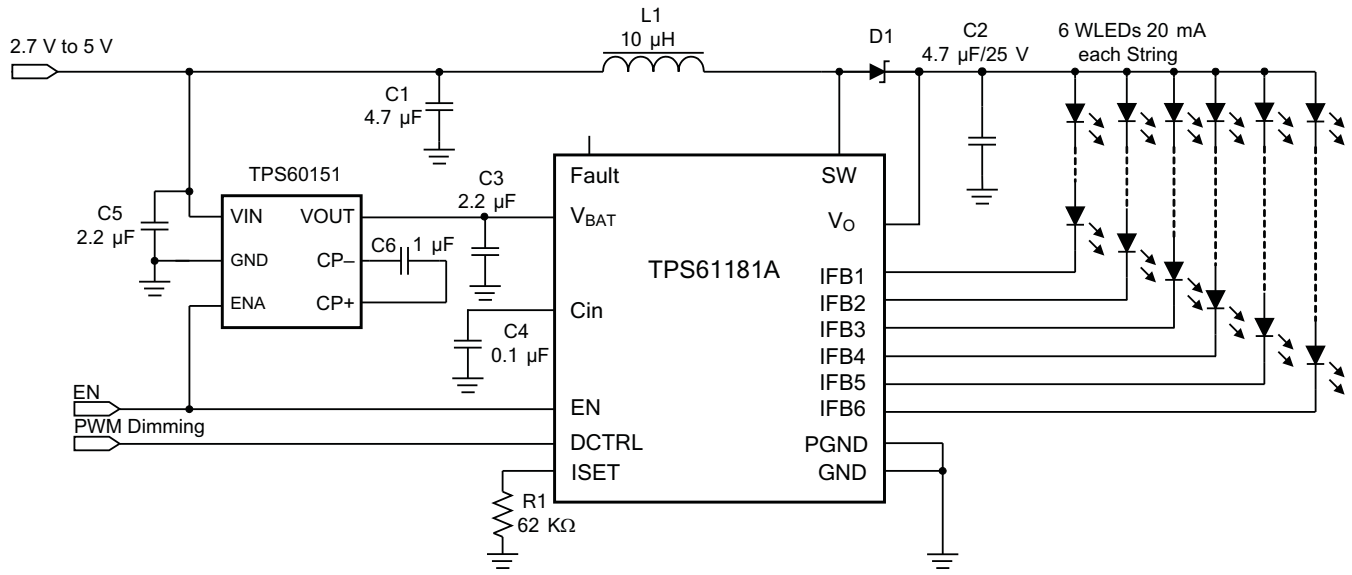 L1
10 µH
2.7 V to 5 V
D1
C2
4.7 µF/25 V
6 WLEDs 20 mA
each String
C1
4.7 µF
TPS60151
C5
2.2 µF
VIN
VOUT
GND
CP–
ENA
CP+
C6
1 µF
C3
2.2 µF
C4
0.1 µF
Fault
SW
VBAT
VO
TPS61181A
IFB1
IFB2
Cin
IFB3
IFB4
IFB5
EN
IFB6
DCTRL
PGND
ISET
GND
EN
PWM Dimming
R1
62 KΩ